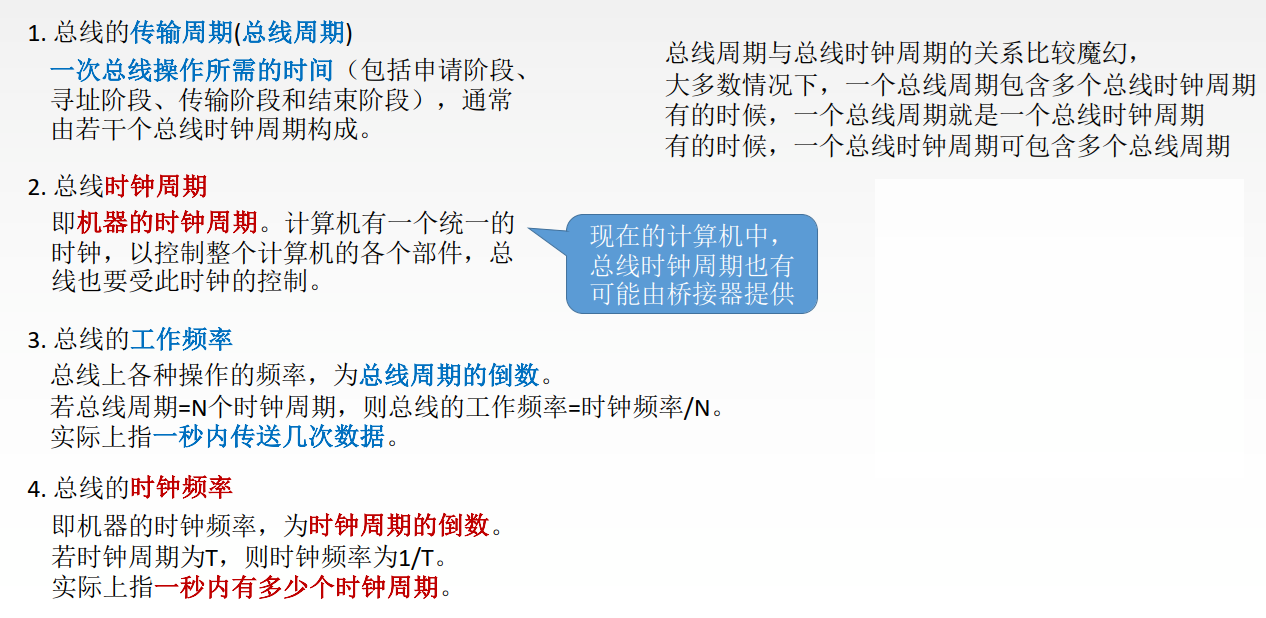 1. 总线的传输周期(总线周期)
一次总线操作所需的时间（包括申请阶段、
寻址阶段、传输阶段和结束阶段），通常
由若干个总线时钟周期构成。
总线周期与总线时钟周期的关系比较魔幻，
大多数情况下，一个总线周期包含多个总线时钟周期
有的时候，一个总线周期就是一个总线时钟周期
有的时候，一个总线时钟周期可包含多个总线周期
2. 总线时钟周期
即机器的时钟周期。计算机有一个统一的
时钟，以控制整个计算机的各个部件，总
线也要受此时钟的控制。
现在的计算机中，
总线时钟周期也有
可能由桥接器提供
3. 总线的工作频率
总线上各种操作的频率，为总线周期的倒数。
若总线周期=N个时钟周期，则总线的工作频率=时钟频率/N。
实际上指一秒内传送几次数据。
4. 总线的时钟频率
即机器的时钟频率，为时钟周期的倒数。
若时钟周期为T，则时钟频率为1/T。
实际上指一秒内有多少个时钟周期。